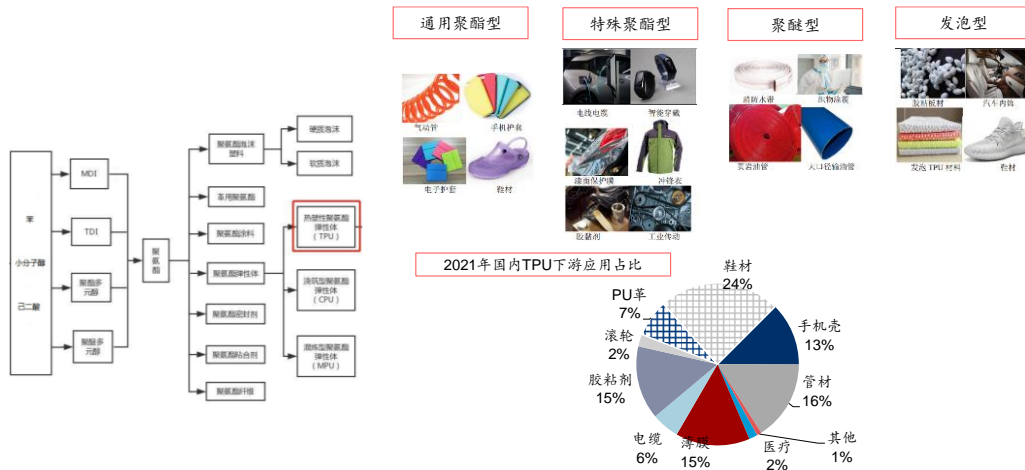 通用聚酯型
特殊聚酯型
聚醚型
发泡型
气动管
手机护套
电子护套
鞋材
电线电缆
智能穿戴
漆面保护膜
冲锋衣
胶黏剂
工业传动
消防水带
织物涂覆
页岩油管
大口径输油管
胶粘板材
汽车内饰
发泡 TPU 材料
鞋材
苯
小分子醇
己二酸
MDI
TDI
聚酯多
元醇
聚醚多
元醇
聚
氨
酯
聚氨酯泡沫
塑料
革用聚氨酯
聚氨酯涂料
聚氨酯弹性体
聚氨酯密封剂
聚氨酯粘合剂
聚氨酯纤维
硬质泡沫
软质泡沫
热塑性聚氨酯
弹性体
（TPU）
浇筑型聚氨酯
弹性体
（CPU）
混炼型聚氨酯
弹性体
（MPU）
2021年国内TPU下游应用占比
鞋材
24%
手机壳
13%
管材
16%
其他
1%
医疗
2%
薄膜
15%
电缆
6%
胶粘剂
15%
滚轮
2%
PU革
7%